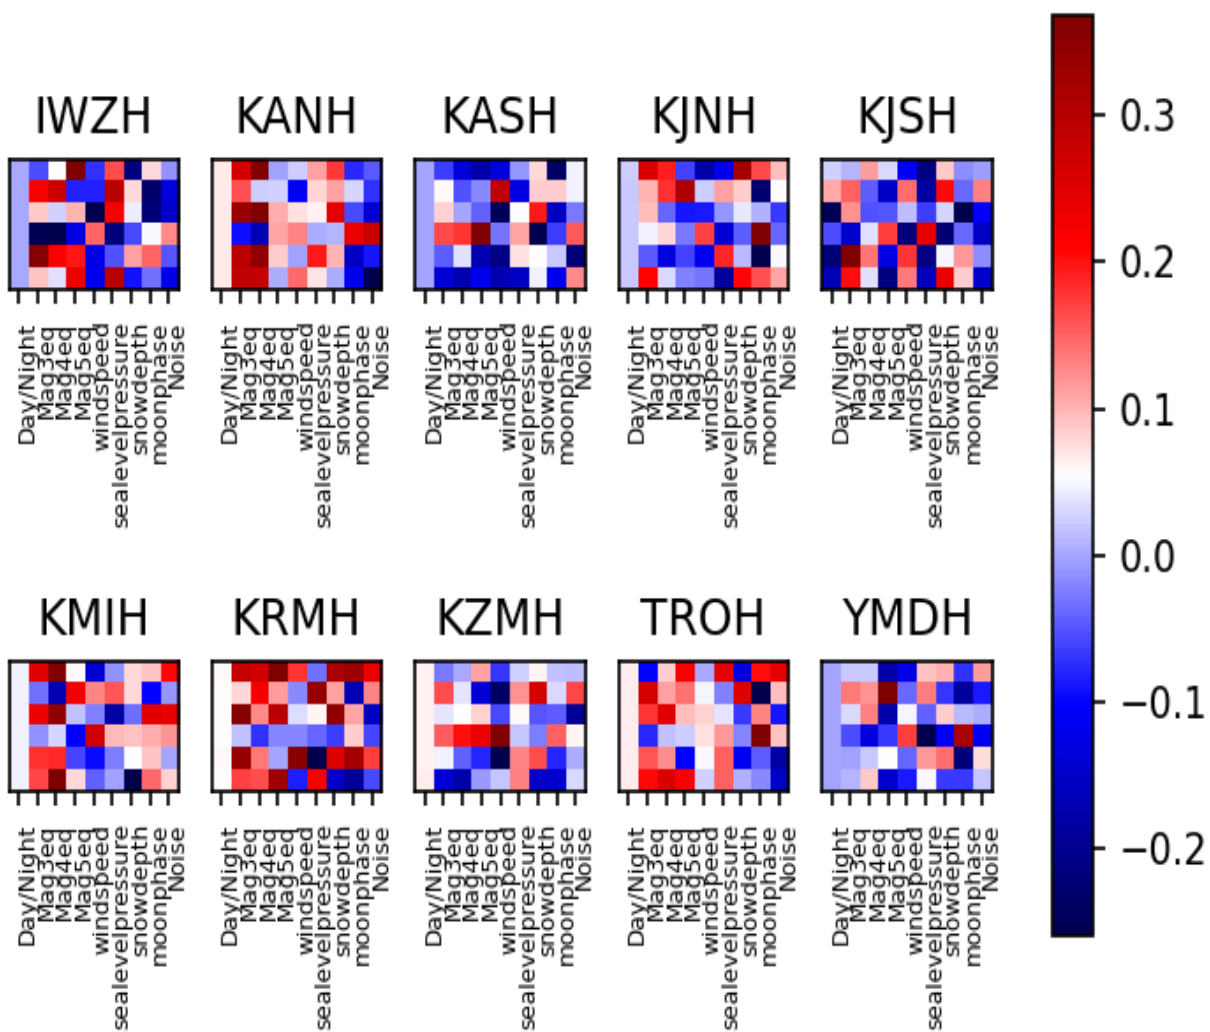 IWZH KANH KASH KJNH KJSH
Day/Night Mag3eq Mag4eq Mag5eq windspeed sealevelpressure snowdepth moonphase Noise
Day/Night Mag3eq Mag4eq Mag5eq windspeed sealevelpressure snowdepth moonphase Noise
Day/Night Mag3eq Mag4eq Mag5eq windspeed sealevelpressure snowdepth moonphase Noise
Day/Night Mag3eq Mag4eq Mag5eq windspeed sealevelpressure snowdepth moonphase Noise
Day/Night Mag3eq Mag4eq Mag5eq windspeed sealevelpressure snowdepth moonphase Noise
KMIH KRMH KZMH TROH YMDH
Day/Night Mag3eq Mag4eq Mag5eq windspeed sealevelpressure snowdepth moonphase Noise
Day/Night Mag3eq Mag4eq Mag5eq windspeed sealevelpressure snowdepth moonphase Noise
Day/Night Mag3eq Mag4eq Mag5eq windspeed sealevelpressure snowdepth moonphase Noise
Day/Night Mag3eq Mag4eq Mag5eq windspeed sealevelpressure snowdepth moonphase Noise
Day/Night Mag3eq Mag4eq Mag5eq windspeed sealevelpressure snowdepth moonphase Noise
0.3
0.2
0.1
0.0
−0.1
−0.2